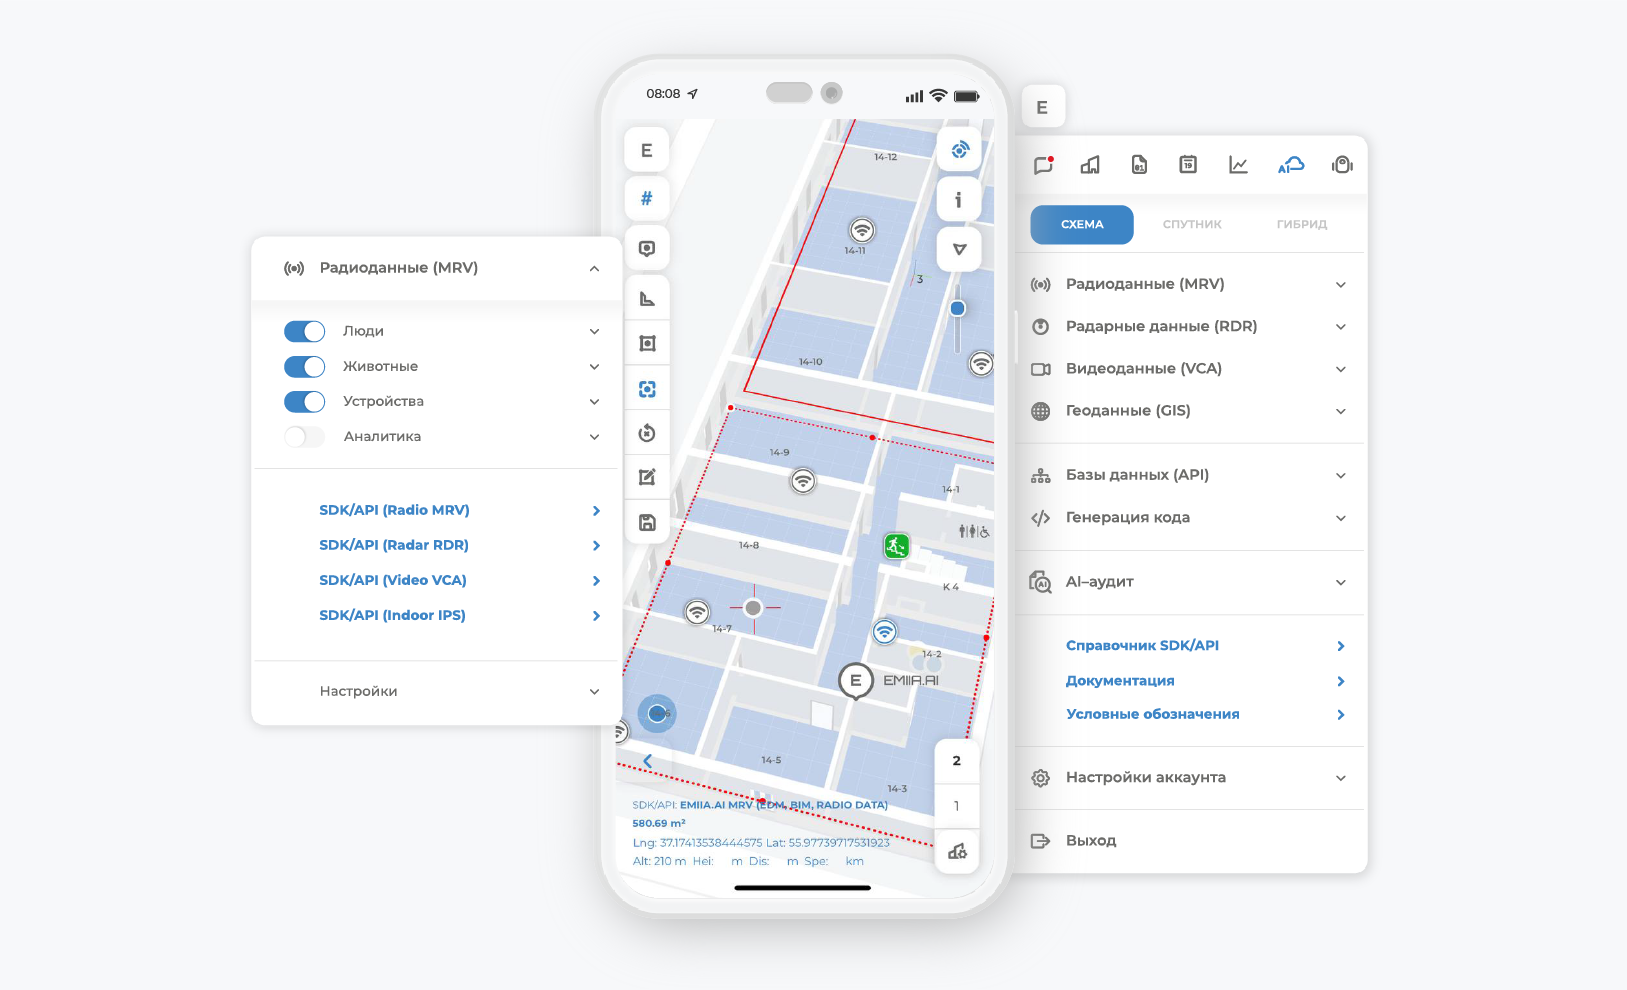 Радиоданные (MRV)
Люди
Животные
Устройства
Аналитика
SDK/API (Radio MRV)
SDK/API (Radar RDR)
SDK/API (Video VCA)
SDK/API (Indoor IPS)
Настройки
08:08
E
#
14-12
14-11
3
14-10
14-9
14-1
14-8
K 4
14-7
14-2
E EMIIA.AI
14-5
14-3
i
2
1
SDK/API: EMIIA.AI MRV (EDM, BIM, RADIO DATA)
580.69 m²
Lng: 37.17413538444575 Lat: 55.97739717531923
Alt: 210 m Hei: m Dis: m Spe: km
E
01
19
AI
СХЕМА СПУТНИК ГИБРИД
Радиоданные (MRV)
Радарные данные (RDR)
Видеоданные (VCA)
Геоданные (GIS)
Базы данных (API)
Генерация кода
AI
AI–аудит
Справочник SDK/API
Документация
Условные обозначения
Настройки аккаунта
Выход